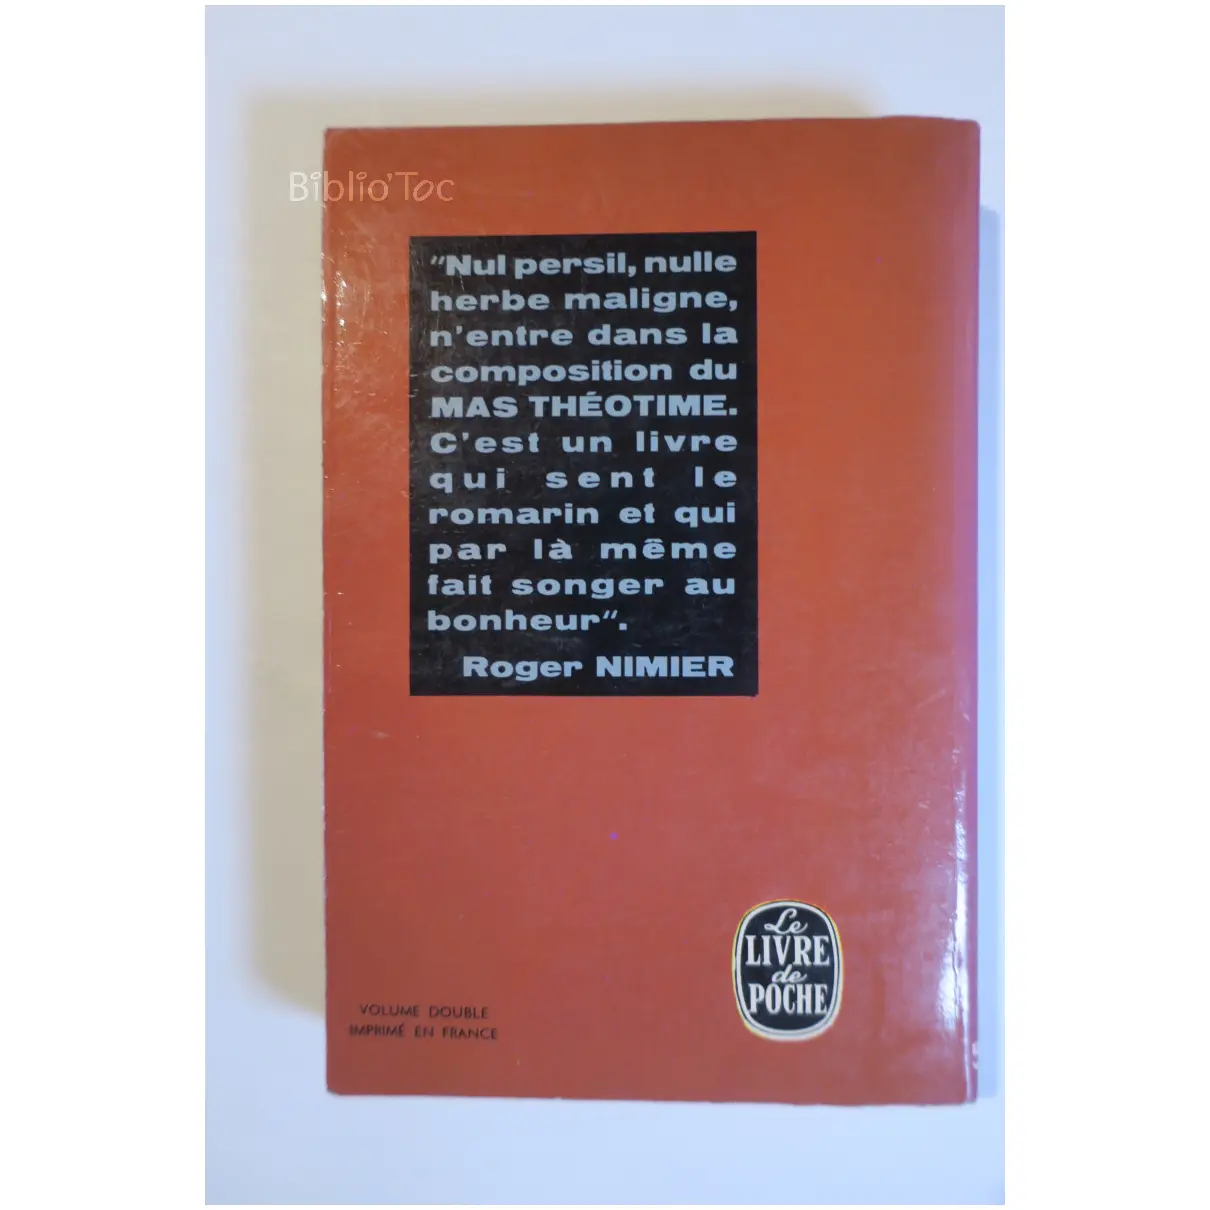 Biblio'Toc
"Nul persil, nulle
herbe maligne,
n'entre dans la
composition du
MAS THÉOTIME.
C'est un livre
qui sent le
romarin et qui
par là même
fait songer au
bonheur".
Roger NIMIER
Le
LIVRE
de
POCHE
VOLUME DOUBLE
IMPRIMÉ EN FRANCE